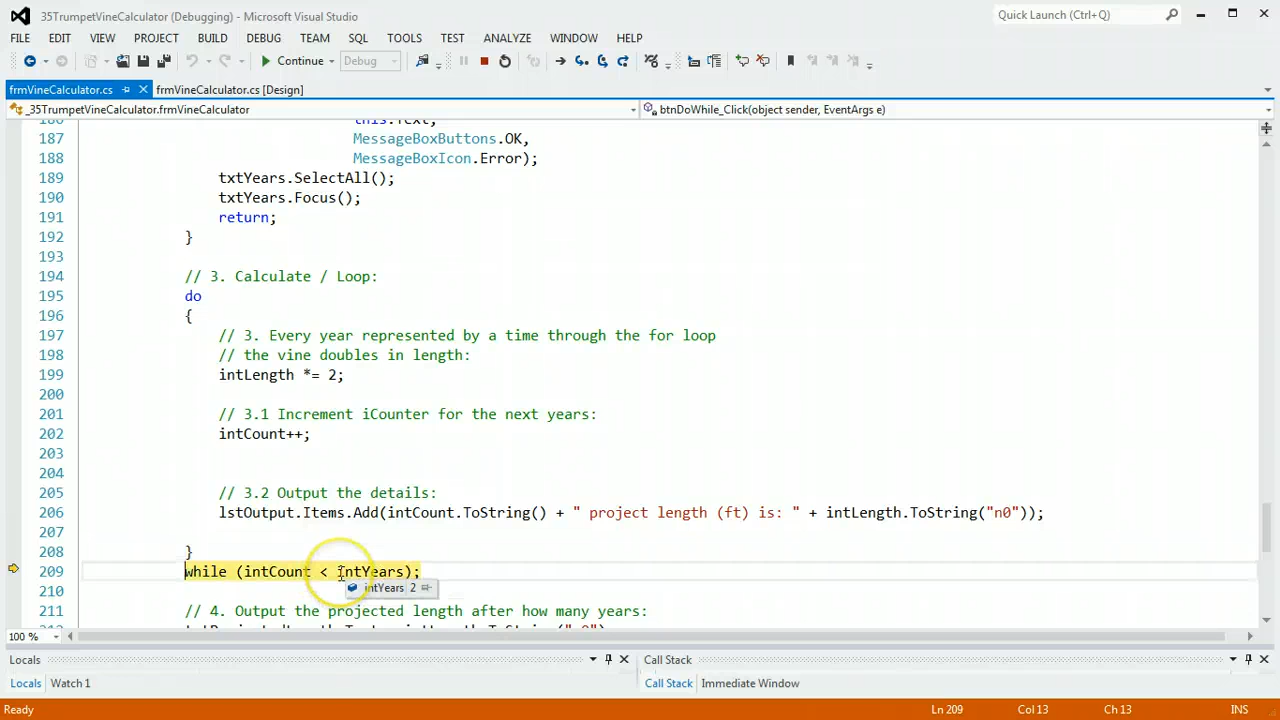 35TrumpetVineCalculator (Debugging) - Microsoft Visual Studio
Quick Launch (Ctrl+Q)
FILE EDIT VIEW PROJECT BUILD DEBUG TEAM SQL TOOLS TEST ANALYZE WINDOW HELP
Continue Debug
frmVineCalculator.cs frmVineCalculator.cs [Design]
_35TrumpetVineCalculator.frmVineCalculator btnDoWhile_Click(object sender, EventArgs e)
186 this.Text,
187 MessageBoxButtons.OK,
188 MessageBoxIcon.Error);
189 txtYears.SelectAll();
190 txtYears.Focus();
191 return;
192 }
193
194 // 3. Calculate / Loop:
195 do
196 {
197 // 3. Every year represented by a time through the for loop
198 // the vine doubles in length:
199 intLength *= 2;
200
201 // 3.1 Increment iCounter for the next years:
202 intCount++;
203
204
205 // 3.2 Output the details:
206 lstOutput.Items.Add(intCount.ToString() + " project length (ft) is: " + intLength.ToString("n0"));
207
208 }
209 while (intCount < intYears);
intYears 2
210
211 // 4. Output the projected length after how many years:
100 %
Locals Call Stack
Locals Watch 1 Call Stack Immediate Window
Ready Ln 209 Col 13 Ch 13 INS